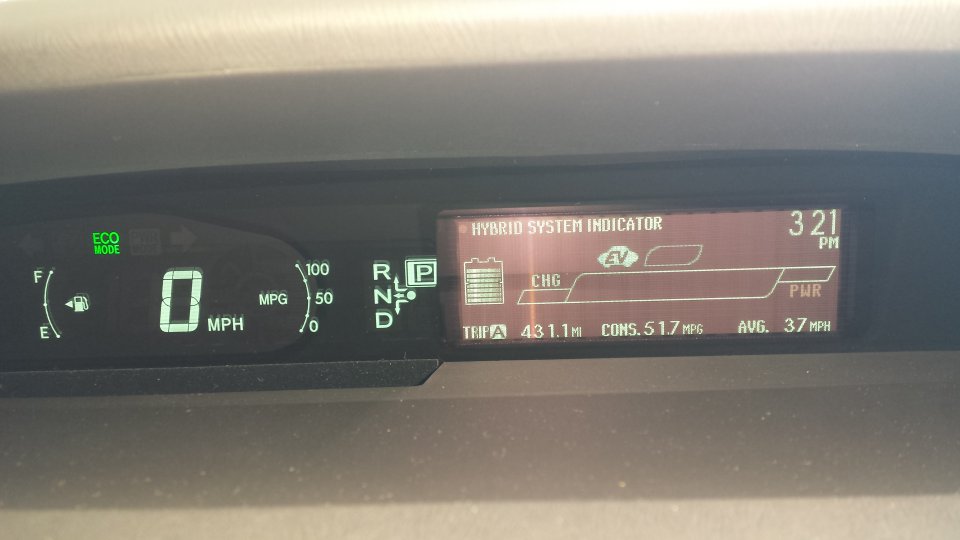 ECO
MODE
F
E
0 MPH
MPG
100
50
0
R
N
D
P
HYBRID SYSTEM INDICATOR
3:21
PM
EV
CHG
PWR
TRIP A 431.1 MI CONS. 51.7 MPG AVG. 37 MPH